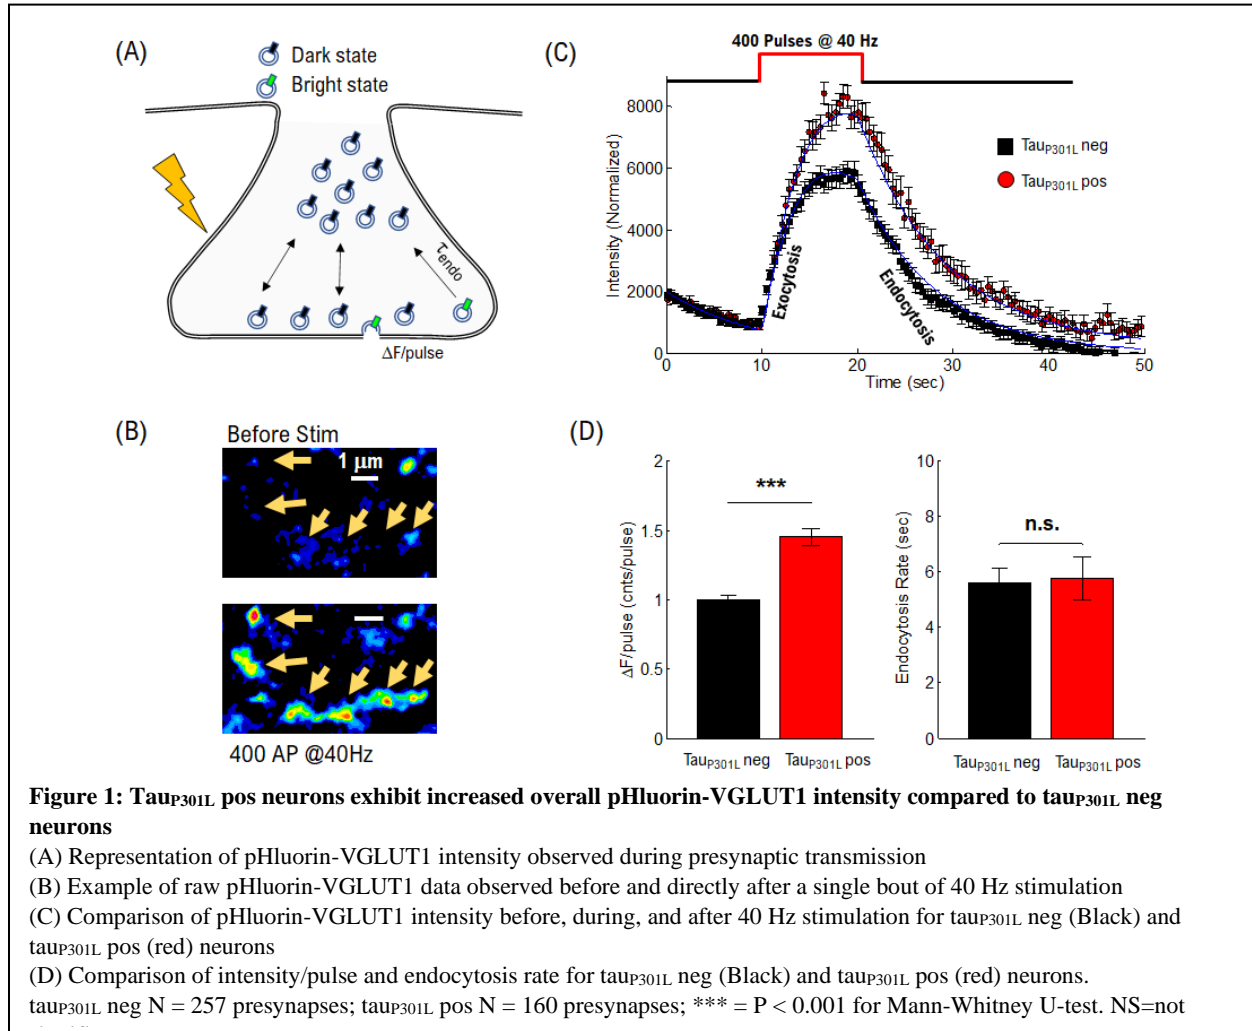 (A)
Dark state
Bright state
τendo
ΔF/pulse
(C)
400 Pulses @ 40 Hz
Intensity (Normalized)
8000
6000
4000
2000
0
TauP301L neg
TauP301L pos
Exocytosis
Endocytosis
0 10 20 30 40 50
Time (sec)
(B)
Before Stim
1 μm
400 AP @40Hz
(D)
ΔF/pulse (cnts/pulse)
2
1.5
1
0.5
0
***
TauP301L neg TauP301L pos
Endocytosis Rate (sec)
10
8
6
4
2
0
n.s.
TauP301L neg TauP301L pos
Figure 1: TauP301L pos neurons exhibit increased overall pHluorin-VGLUT1 intensity compared to tauP301L neg
neurons
(A) Representation of pHluorin-VGLUT1 intensity observed during presynaptic transmission
(B) Example of raw pHluorin-VGLUT1 data observed before and directly after a single bout of 40 Hz stimulation
(C) Comparison of pHluorin-VGLUT1 intensity before, during, and after 40 Hz stimulation for tauP301L neg (Black) and
tauP301L pos (red) neurons
(D) Comparison of intensity/pulse and endocytosis rate for tauP301L neg (Black) and tauP301L pos (red) neurons.
tauP301L neg N = 257 presynapses; tauP301L pos N = 160 presynapses; *** = P < 0.001 for Mann-Whitney U-test. NS=not